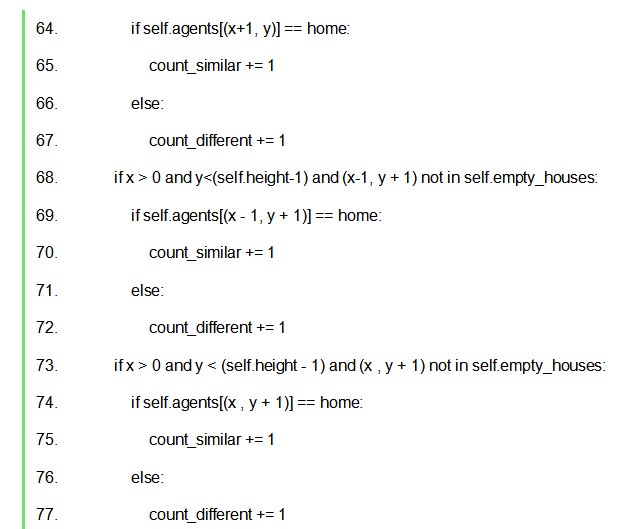 64. if self.agents[(x+1, y)] == home:
65. count_similar += 1
66. else:
67. count_different += 1
68. if x > 0 and y<(self.height-1) and (x-1, y + 1) not in self.empty_houses:
69. if self.agents[(x - 1, y + 1)] == home:
70. count_similar += 1
71. else:
72. count_different += 1
73. if x > 0 and y < (self.height - 1) and (x , y + 1) not in self.empty_houses:
74. if self.agents[(x , y + 1)] == home:
75. count_similar += 1
76. else:
77. count_different += 1